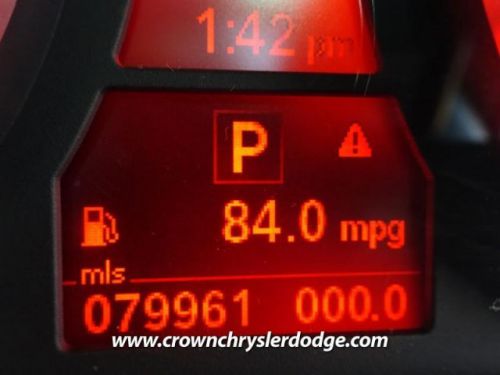 1:42 pm
P
84.0 mpg
mls
079961 000.0
www.crownchryslerdodge.com